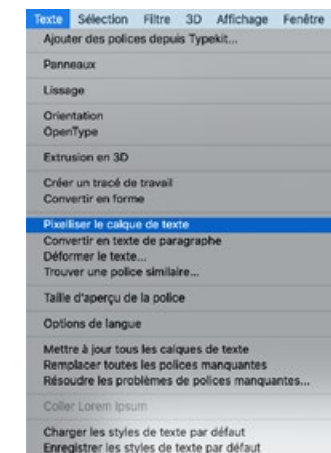 Texte Sélection Filtre 3D Affichage Fenêtre
Ajouter des polices depuis Typekit...
Panneaux
Lissage
Orientation
OpenType
Extrusion en 3D
Créer un tracé de travail
Convertir en forme
Pixelliser le calque de texte
Convertir en texte de paragraphe
Déformer le texte...
Trouver une police similaire...
Taille d'aperçu de la police
Options de langue
Mettre à jour tous les calques de texte
Remplacer toutes les polices manquantes
Résoudre les problèmes de polices manquantes...
Coller Lorem Ipsum
Charger les styles de texte par défaut
Enregistrer les styles de texte par défaut